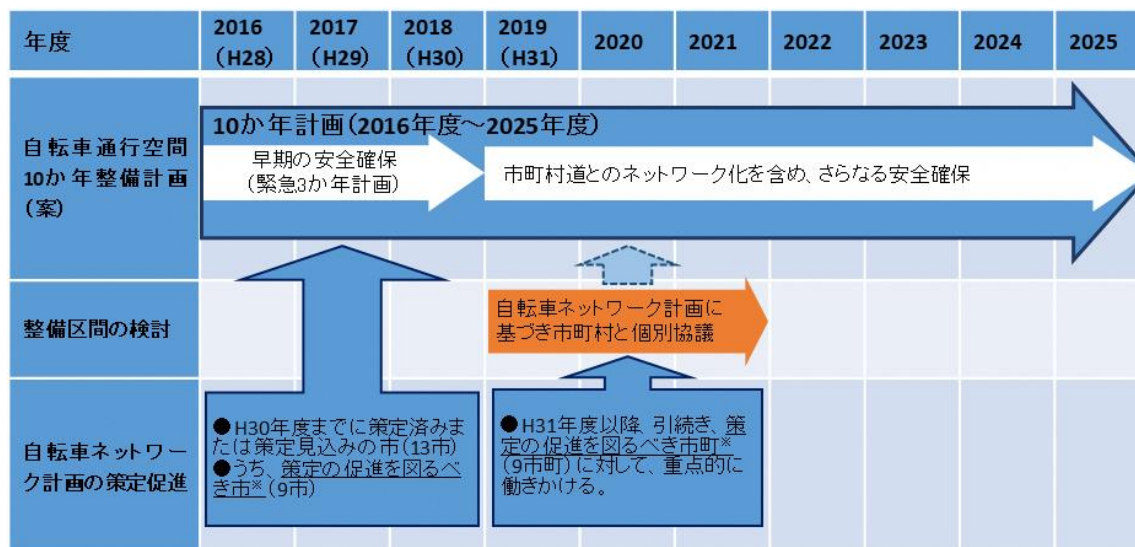 年度
2016
(H28)
2017
(H29)
2018
(H30)
2019
(H31)
2020
2021
2022
2023
2024
2025
自転車通行空間
10か年整備計画
(案)
10か年計画(2016年度～2025年度)
早期の安全確保
(緊急3か年計画)
市町村道とのネットワーク化を含め、さらなる安全確保
整備区間の検討
自転車ネットワーク計画に
基づき市町村と個別協議
自転車ネットワー
ク計画の策定促進
●H30年度までに策定済みま
たは策定見込みの市(13市)
●うち、策定の促進を図るべ
き市※(9市)
●H31年度以降、引続き、策
定の促進を図るべき市町※
(9市町)に対して、重点的に
働きかける。